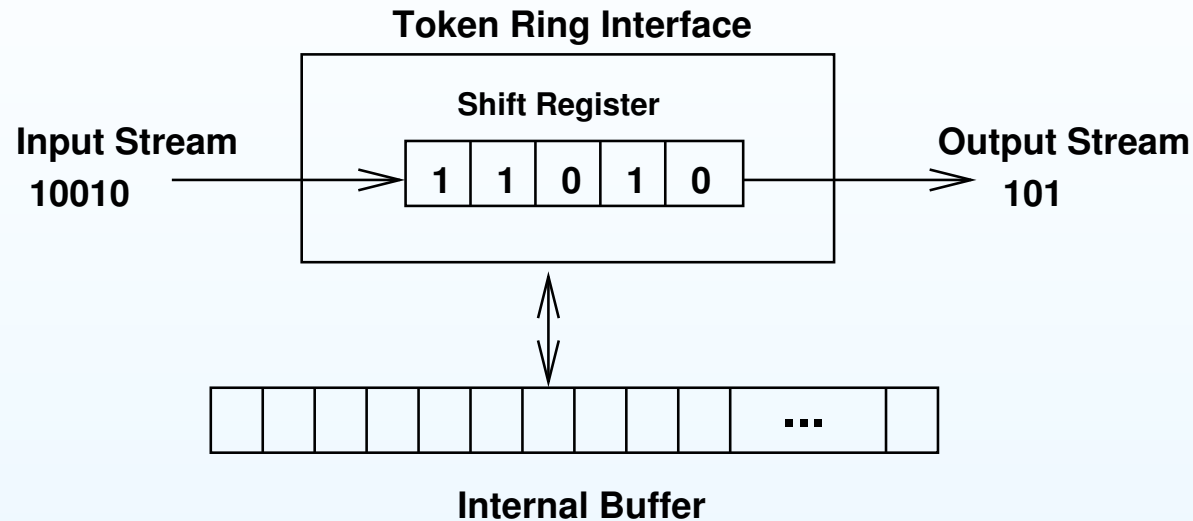 Token Ring Interface
Shift Register
Input Stream
10010
1 1 0 1 0
Output Stream
101
...
Internal Buffer